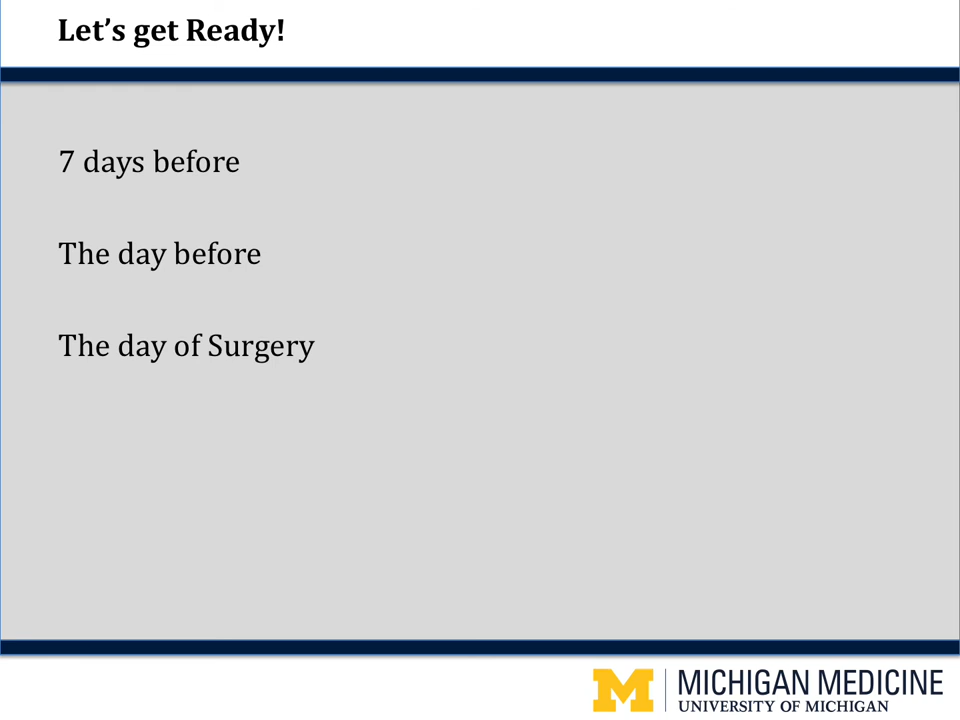 Let’s get Ready!
7 days before
The day before
The day of Surgery
M
MICHIGAN MEDICINE
UNIVERSITY OF MICHIGAN